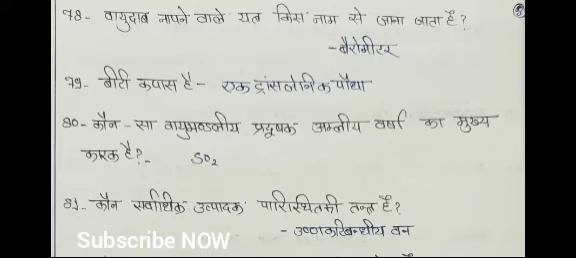 78- वायुदाब नापने वाले यंत्र किस नाम से जाना जाता है?
- बैरोमीटर
79- बीटी कपास है - एक ट्रांसजेनिक पौधा
80- कौन-सा वायुमण्डलीय प्रदूषक अम्लीय वर्षा का मुख्य
कारक है?- SO₂
81- कौन सर्वाधिक उत्पादक पारिस्थितिकी तन्त्र है?
- उष्णकटिबन्धीय वन
Subscribe NOW